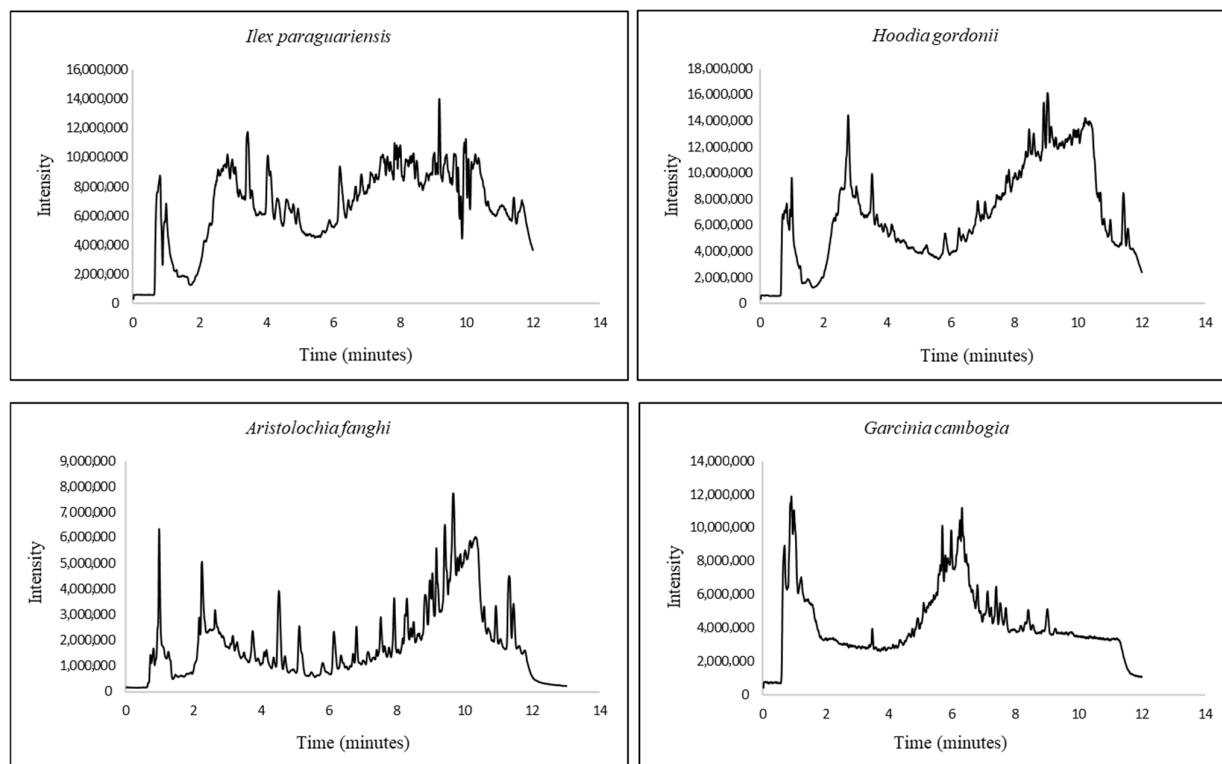 Ilex paraguariensis
16,000,000
14,000,000
12,000,000
10,000,000
8,000,000
6,000,000
4,000,000
2,000,000
0
Intensity
0 2 4 6 8 10 12 14
Time (minutes)
Hoodia gordonii
18,000,000
16,000,000
14,000,000
12,000,000
10,000,000
8,000,000
6,000,000
4,000,000
2,000,000
0
Intensity
0 2 4 6 8 10 12 14
Time (minutes)
Aristolochia fanghi
9,000,000
8,000,000
7,000,000
6,000,000
5,000,000
4,000,000
3,000,000
2,000,000
1,000,000
0
Intensity
0 2 4 6 8 10 12 14
Time (minutes)
Garcinia cambogia
14,000,000
12,000,000
10,000,000
8,000,000
6,000,000
4,000,000
2,000,000
0
Intensity
0 2 4 6 8 10 12 14
Time (minutes)